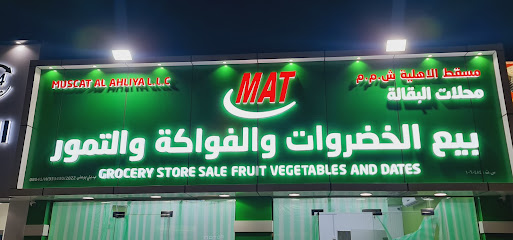 MUSCAT AL AHLIYA L.L.C
MAT
مسقط الاهلية ش.م.م
محلات البقالة
بيع الخضروات والفواكة والتمور
GROCERY STORE SALE FRUIT VEGETABLES AND DATES